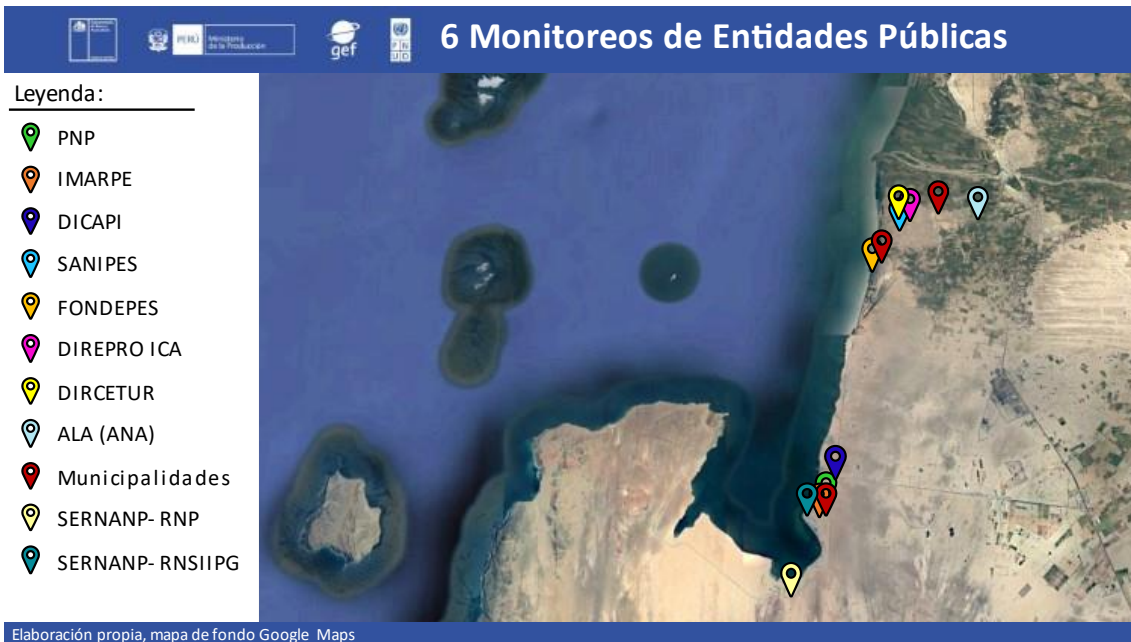 PERÚ Ministerio
de la Producción
gef
P N
U D
6 Monitoreos de Entidades Públicas
Leyenda:
PNP
IMARPE
DICAPI
SANIPES
FONDEPES
DIREPRO ICA
DIRCETUR
ALA (ANA)
Municipalidades
SERNANP- RNP
SERNANP- RNSIIPG
Elaboración propia, mapa de fondo Google Maps